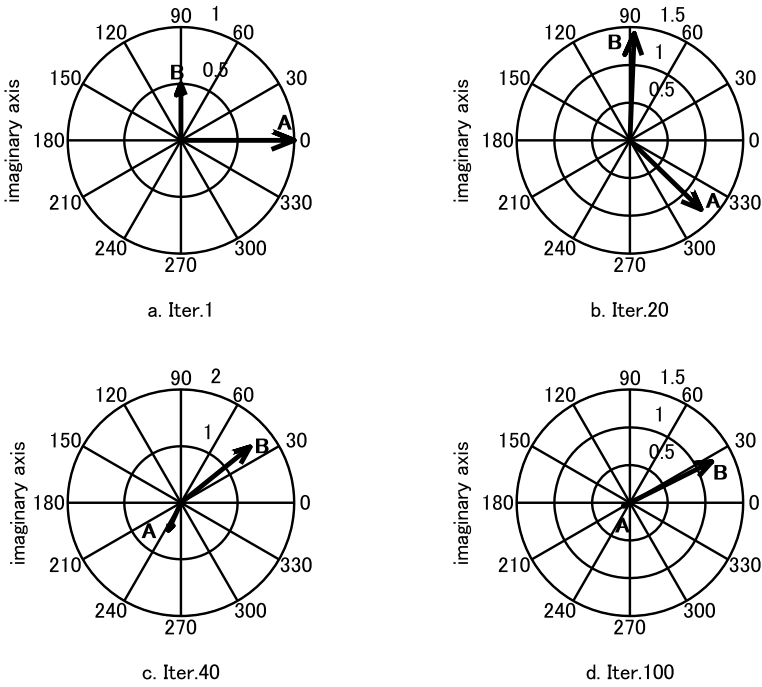 90 1
120 60
B 0.5
150 30
A
180 0
imaginary axis
210 330
240 300
270
a. Iter.1
90 1.5
120 60
B 1
150 0.5 30
180 0
imaginary axis
A
210 330
240 300
270
b. Iter.20
90 2
120 60
1
150 B 30
180 0
imaginary axis
A
210 330
240 300
270
c. Iter.40
90 1.5
120 60
1
150 0.5 30
B
180 0
imaginary axis
A
210 330
240 300
270
d. Iter.100